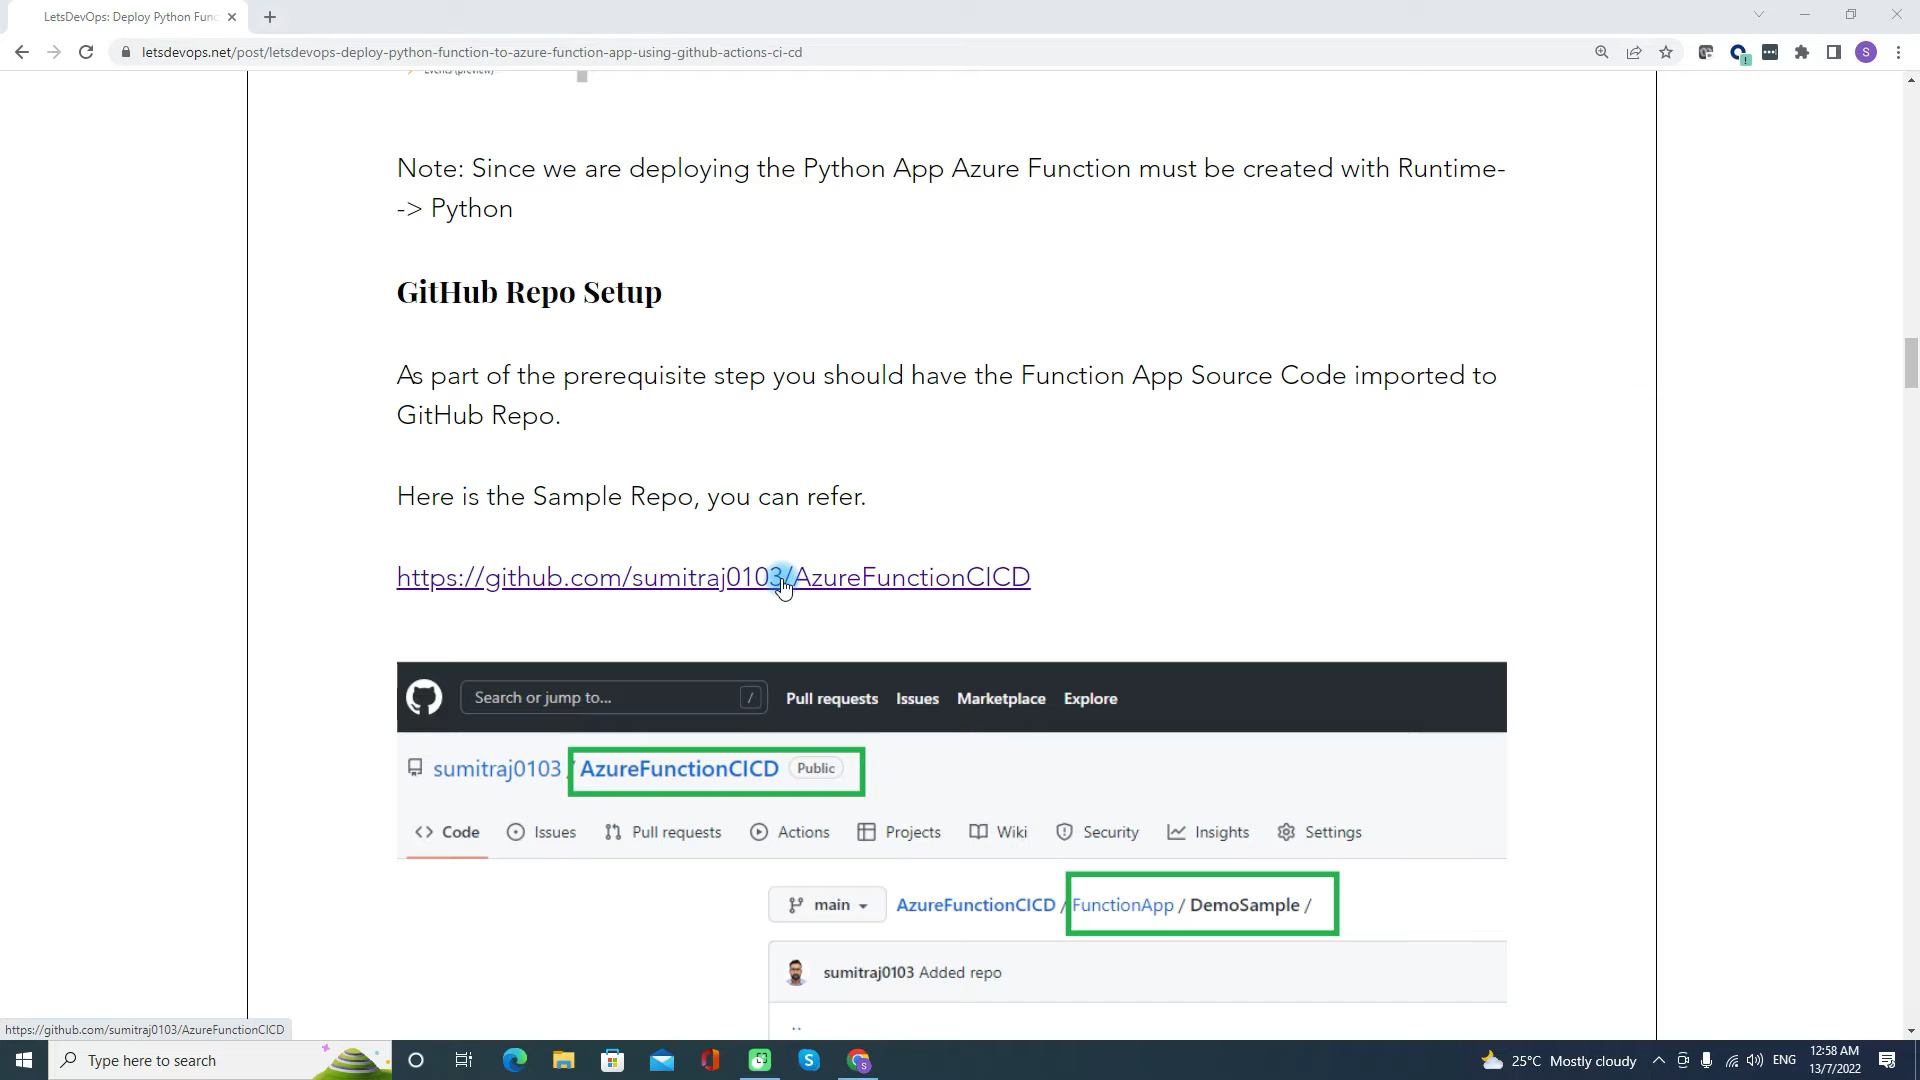 LetsDevOps: Deploy Python Func
letsdevops.net/post/letsdevops-deploy-python-function-to-azure-function-app-using-github-actions-ci-cd
S
Events (preview)
Note: Since we are deploying the Python App Azure Function must be created with Runtime-
-> Python
GitHub Repo Setup
As part of the prerequisite step you should have the Function App Source Code imported to
GitHub Repo.
Here is the Sample Repo, you can refer.
https://github.com/sumitraj0103/AzureFunctionCICD
Search or jump to... / Pull requests Issues Marketplace Explore
sumitraj0103 / AzureFunctionCICD Public
Code Issues Pull requests Actions Projects Wiki Security Insights Settings
main AzureFunctionCICD / FunctionApp / DemoSample /
sumitraj0103 Added repo
..
https://github.com/sumitraj0103/AzureFunctionCICD
Type here to search
25°C Mostly cloudy ENG
12:58 AM
13/7/2022